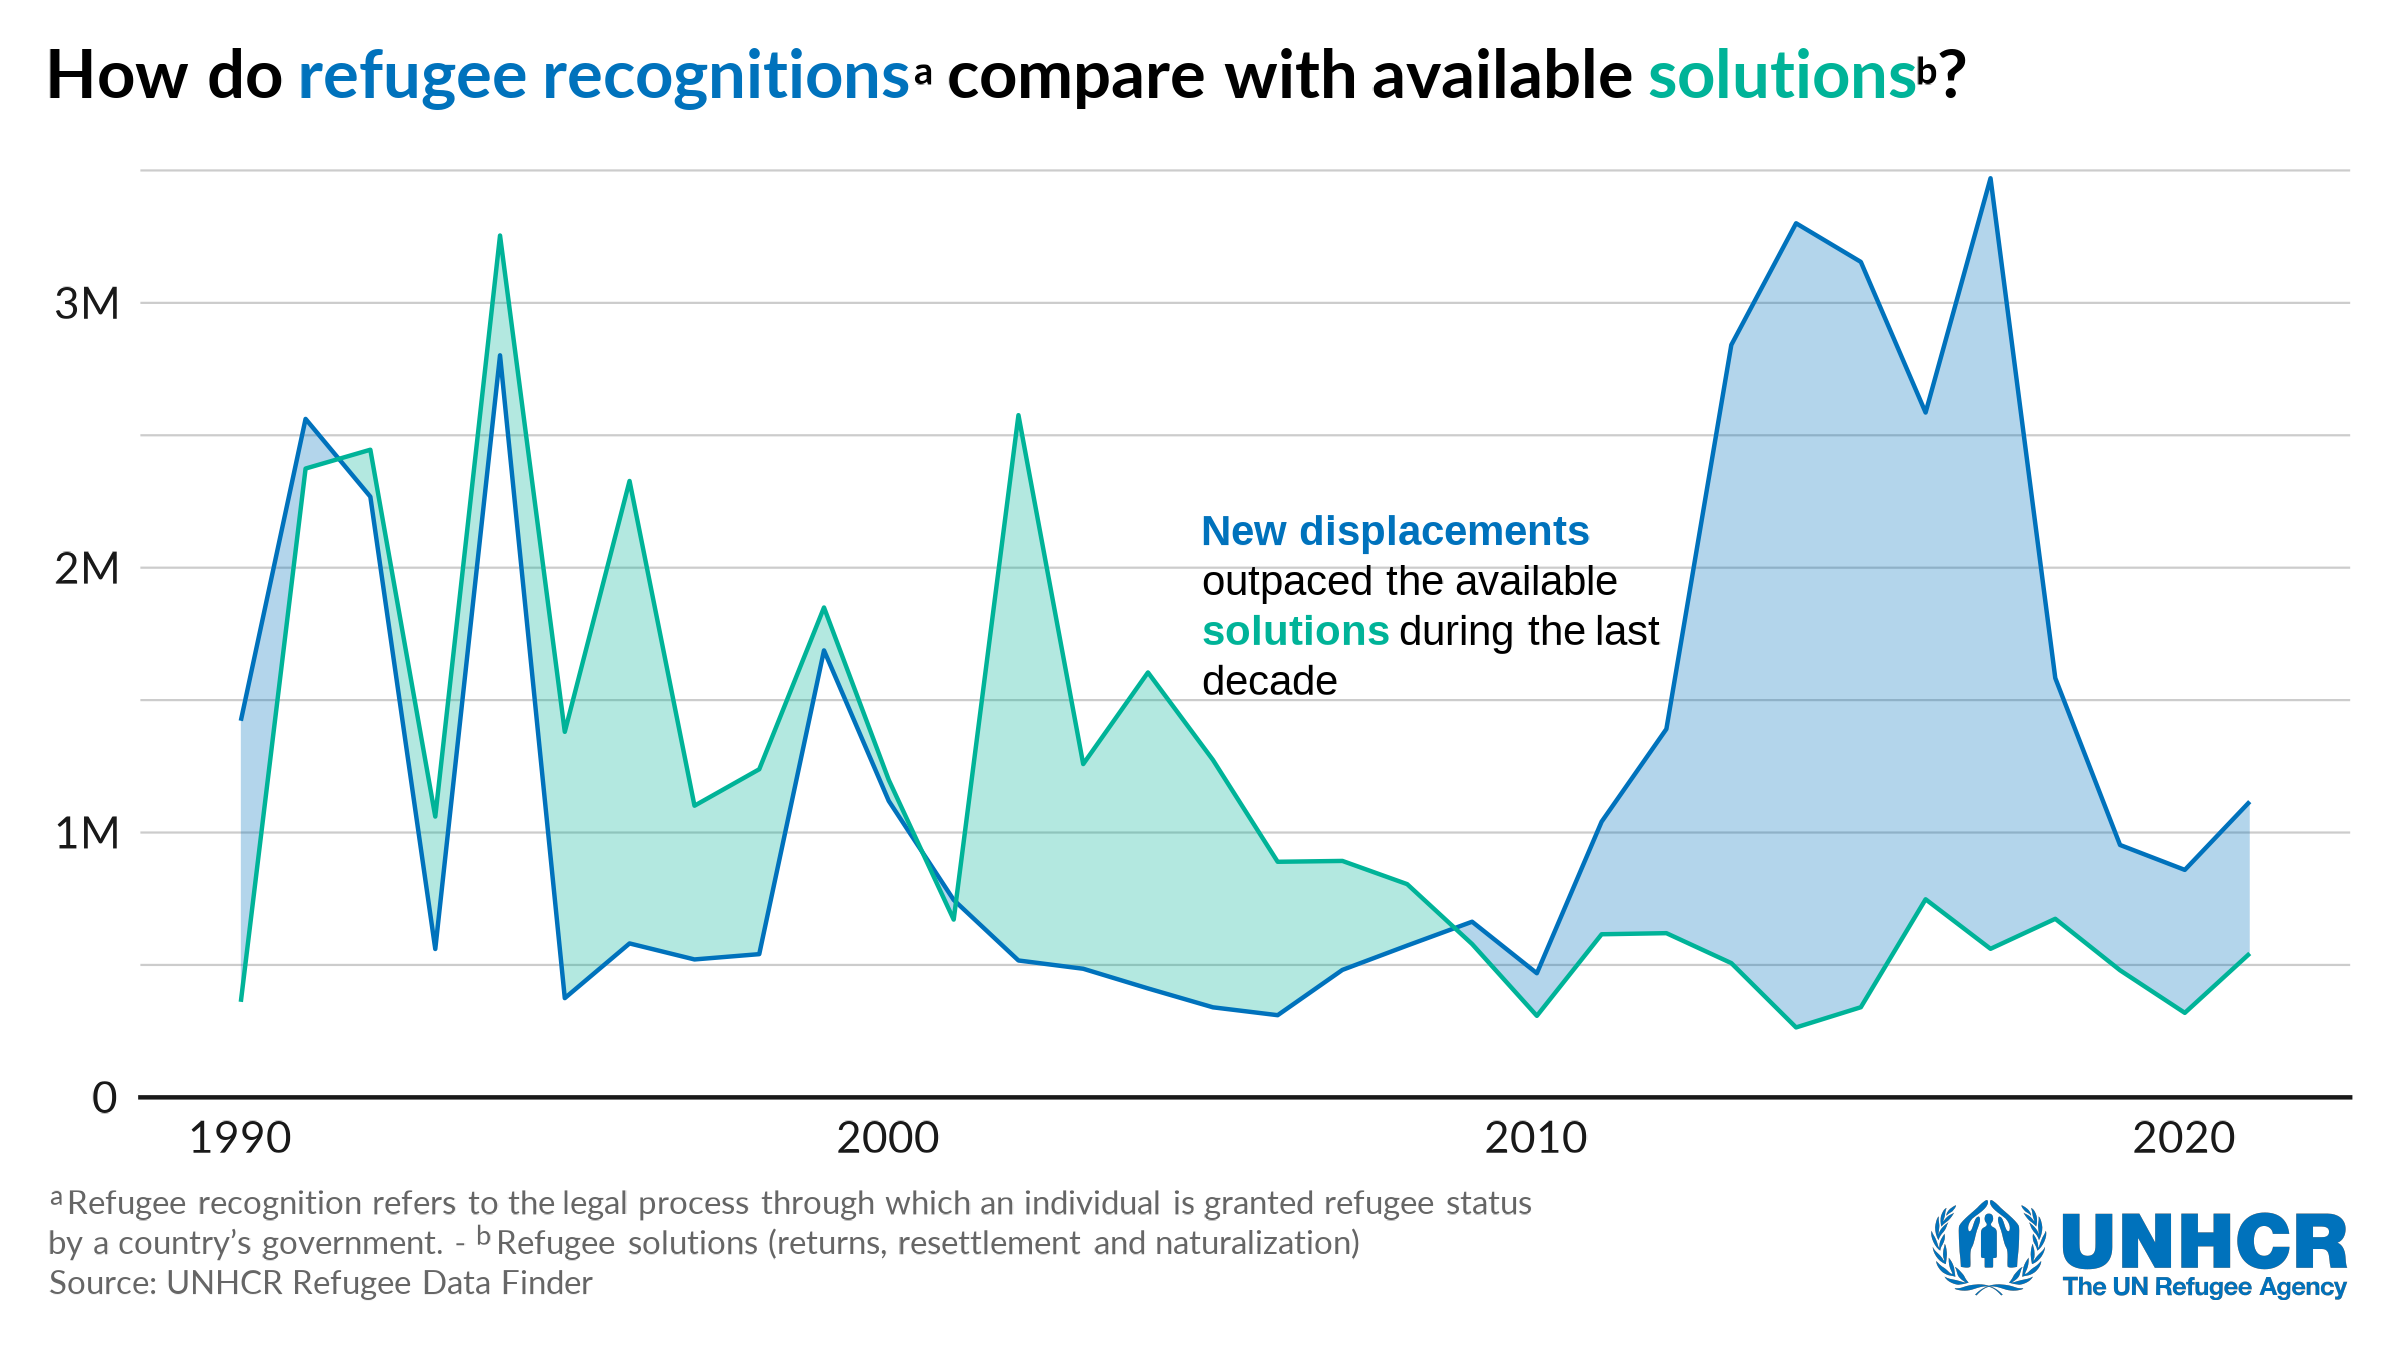 How do refugee recognitionsᵃ compare with available solutionsᵇ?
3M
2M
1M
0
New displacements
outpaced the available
solutions during the last
decade
1990
2000
2010
2020
ᵃ Refugee recognition refers to the legal process through which an individual is granted refugee status
by a country’s government. - ᵇ Refugee solutions (returns, resettlement and naturalization)
Source: UNHCR Refugee Data Finder
UNHCR
The UN Refugee Agency